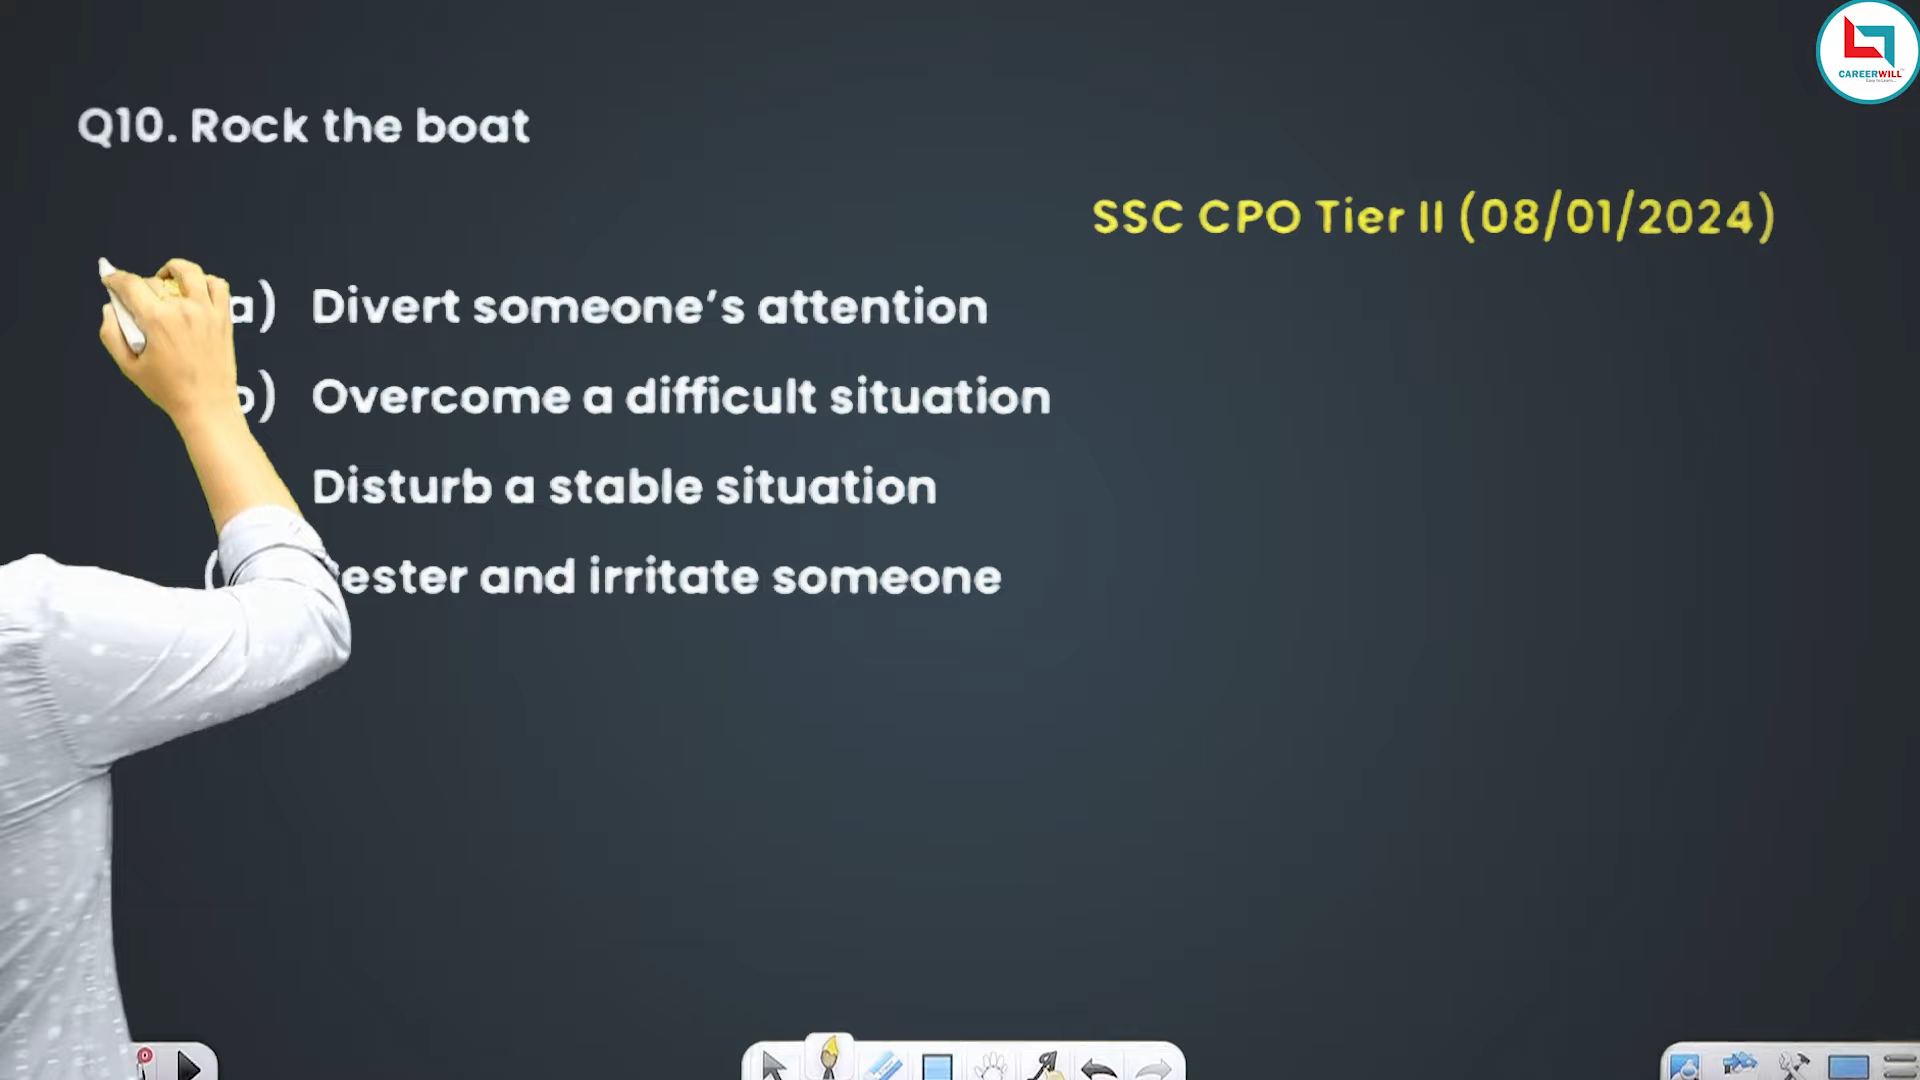 CAREERWILL
Q10. Rock the boat
SSC CPO Tier II (08/01/2024)
a) Divert someone’s attention
b) Overcome a difficult situation
Disturb a stable situation
( ester and irritate someone